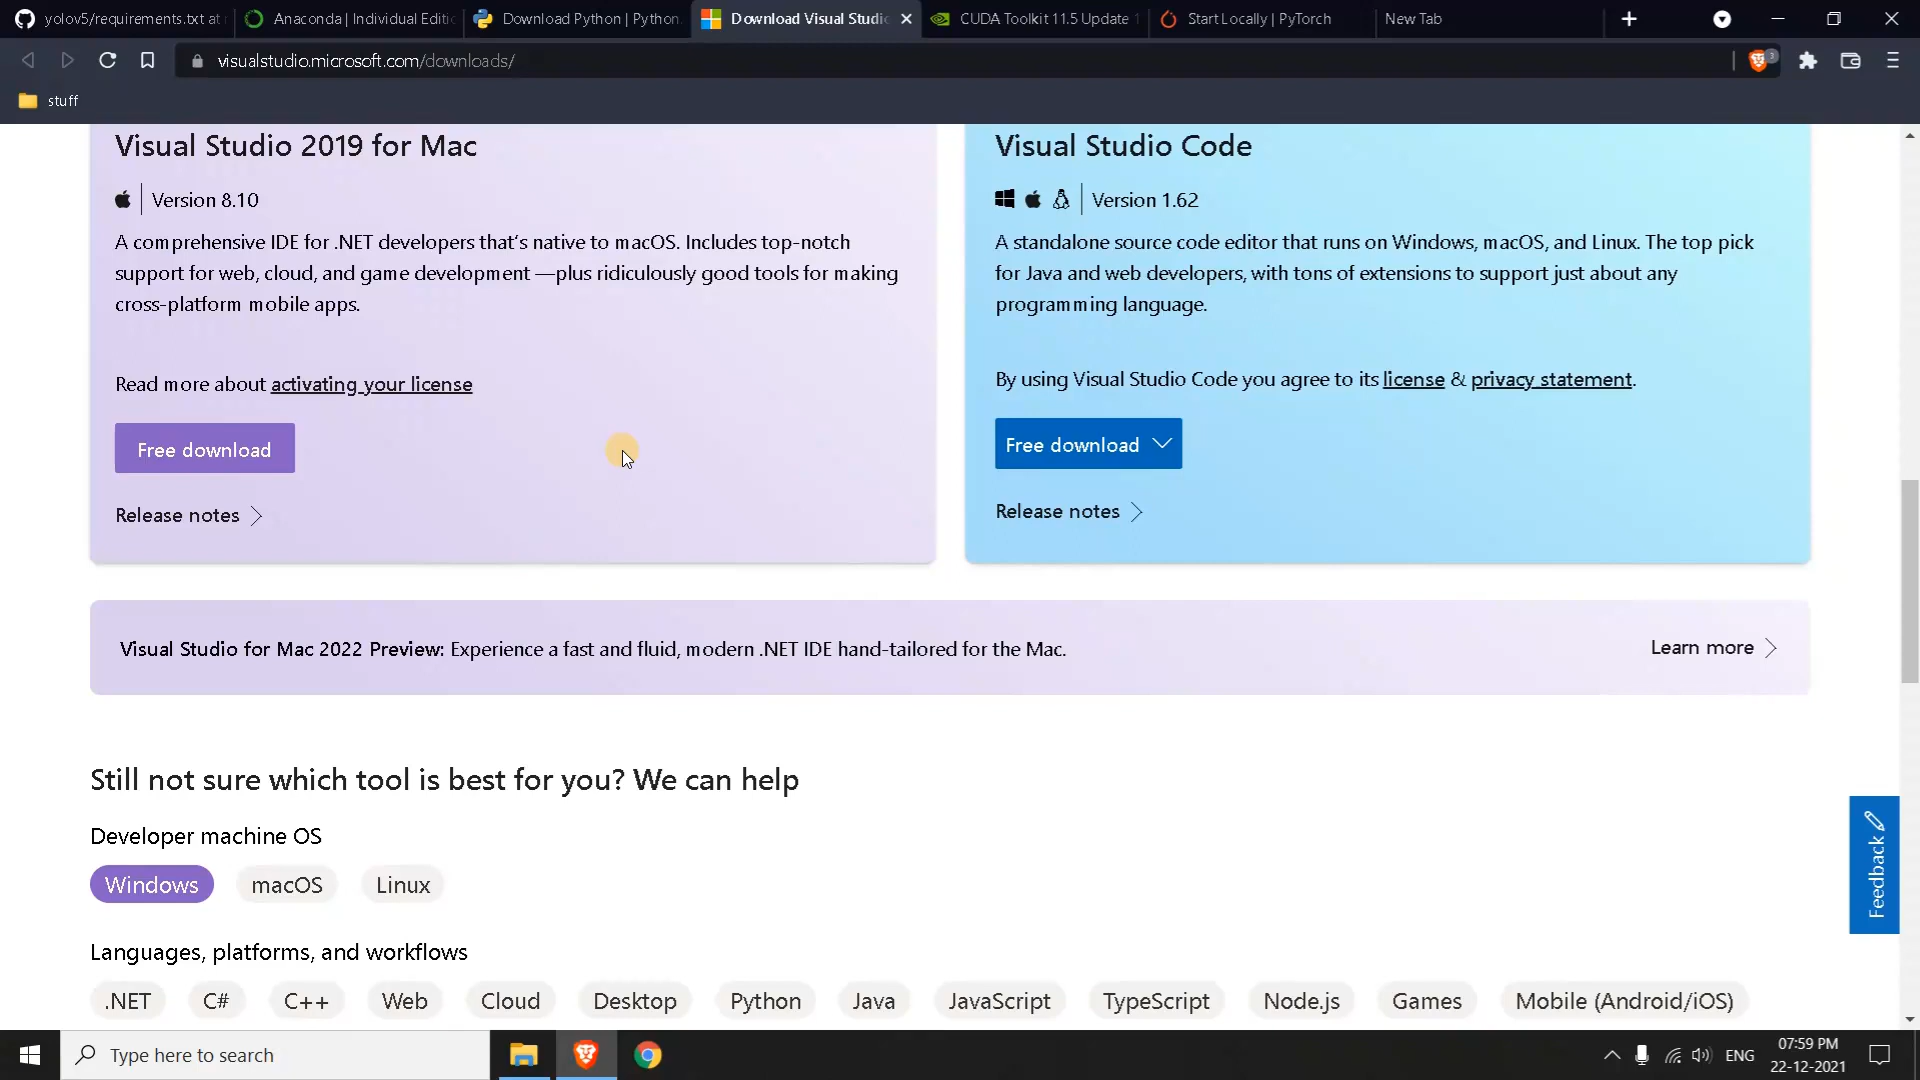 yolov5/requirements.txt at
Anaconda | Individual Editic
Download Python | Python.
Download Visual Studio
CUDA Toolkit 11.5 Update 1
Start Locally | PyTorch
New Tab
visualstudio.microsoft.com/downloads/
3
stuff
Visual Studio 2019 for Mac
Version 8.10
A comprehensive IDE for .NET developers that's native to macOS. Includes top-notch
support for web, cloud, and game development —plus ridiculously good tools for making
cross-platform mobile apps.
Read more about activating your license
Free download
Release notes
Visual Studio Code
Version 1.62
A standalone source code editor that runs on Windows, macOS, and Linux. The top pick
for Java and web developers, with tons of extensions to support just about any
programming language.
By using Visual Studio Code you agree to its license & privacy statement.
Free download
Release notes
Visual Studio for Mac 2022 Preview: Experience a fast and fluid, modern .NET IDE hand-tailored for the Mac.
Learn more
Still not sure which tool is best for you? We can help
Developer machine OS
Windows
macOS
Linux
Languages, platforms, and workflows
.NET
C#
C++
Web
Cloud
Desktop
Python
Java
JavaScript
TypeScript
Node.js
Games
Mobile (Android/iOS)
Feedback
Type here to search
ENG
07:59 PM
22-12-2021